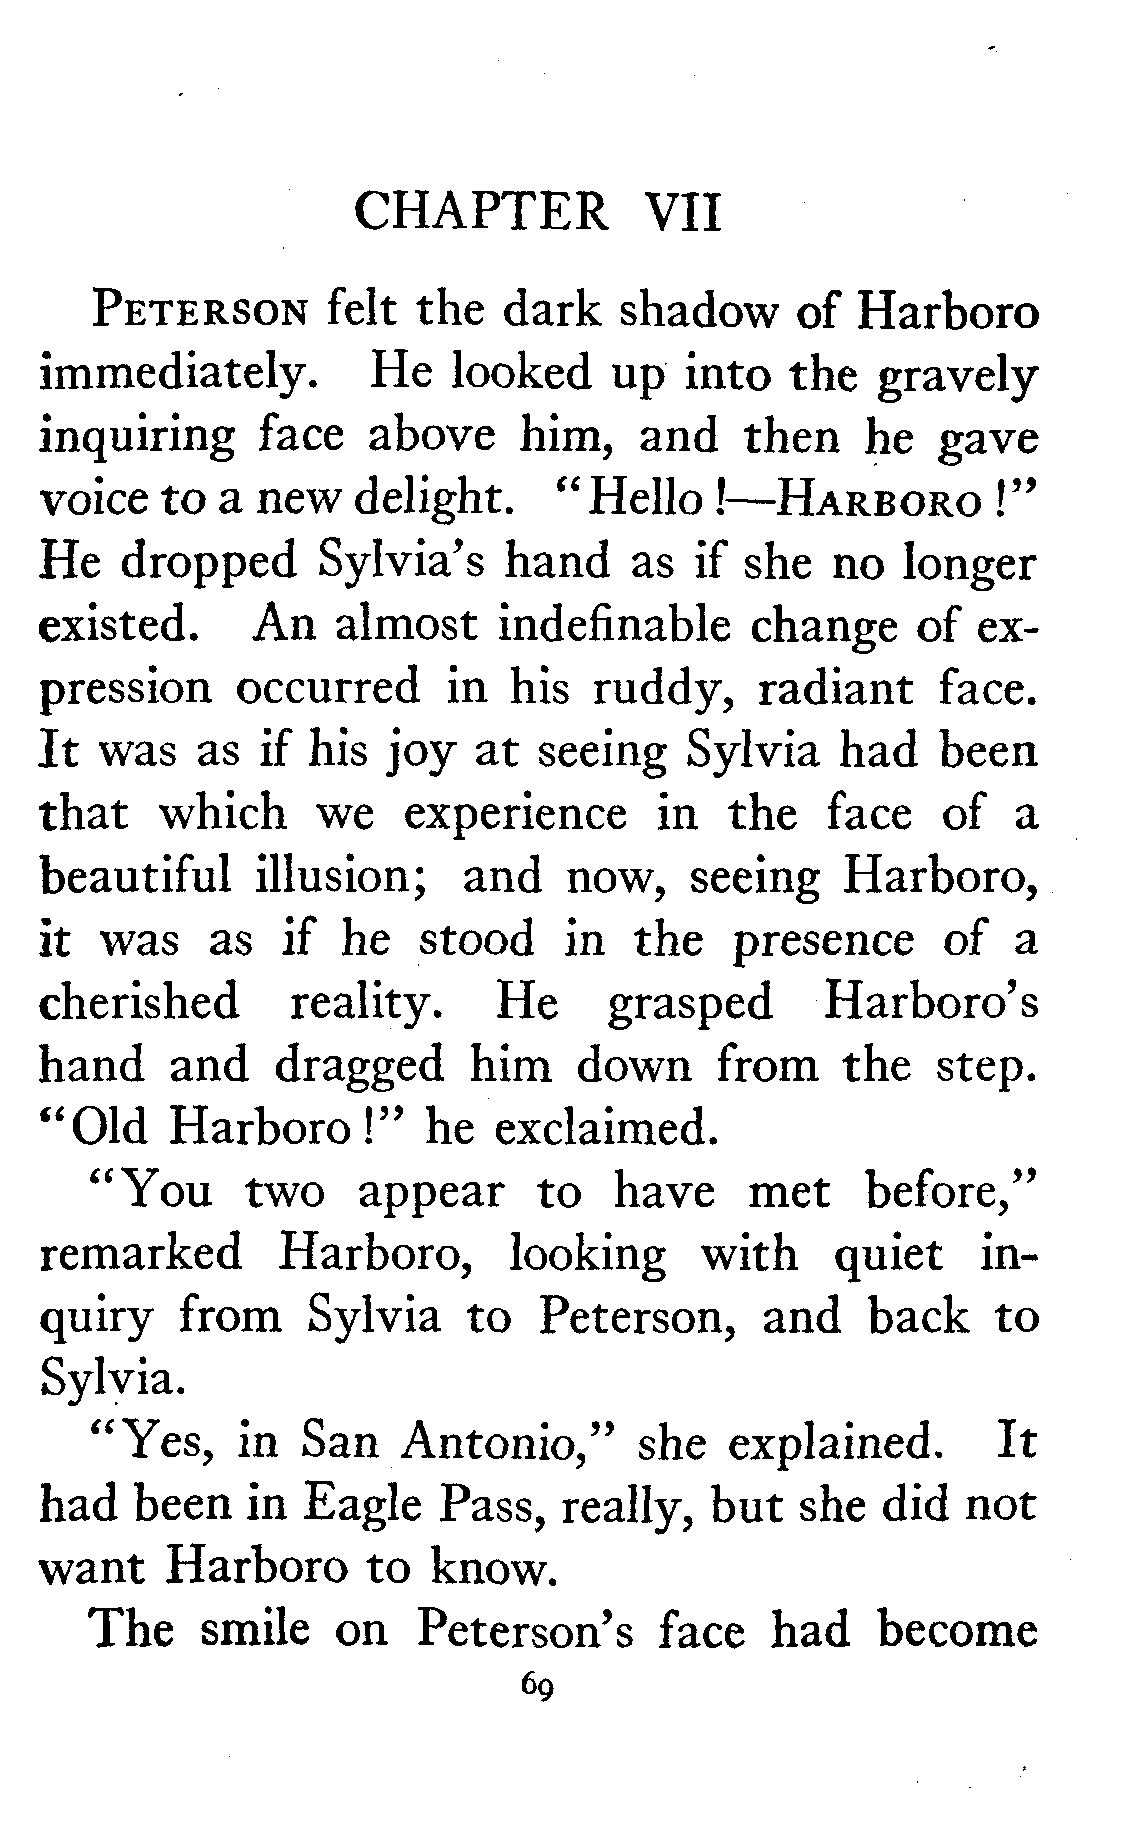 CHAPTER VII
PETERSON felt the dark shadow of Harboro
immediately. He looked up into the gravely
inquiring face above him, and then he gave
voice to a new delight. "Hello!—HARBORO!"
He dropped Sylvia's hand as if she no longer
existed. An almost indefinable change of ex-
pression occurred in his ruddy, radiant face.
It was as if his joy at seeing Sylvia had been
that which we experience in the face of a
beautiful illusion; and now, seeing Harboro,
it was as if he stood in the presence of a
cherished reality. He grasped Harboro's
hand and dragged him down from the step.
"Old Harboro!" he exclaimed.
"You two appear to have met before,"
remarked Harboro, looking with quiet in-
quiry from Sylvia to Peterson, and back to
Sylvia.
"Yes, in San Antonio," she explained. It
had been in Eagle Pass, really, but she did not
want Harboro to know.
The smile on Peterson's face had become
69